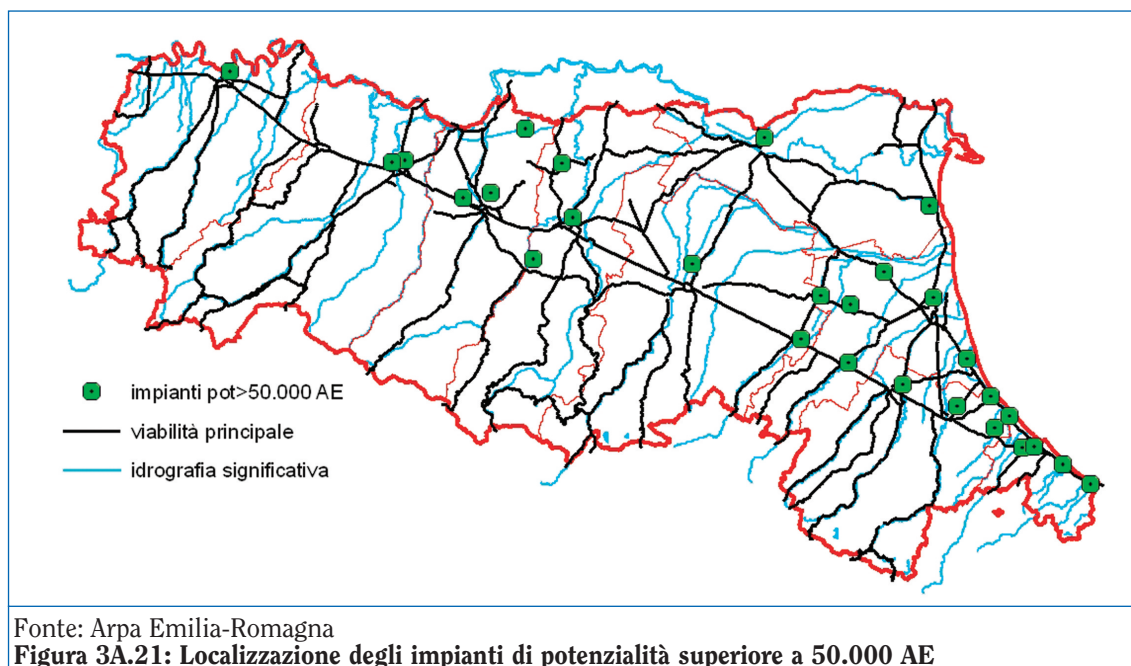 impianti pot>50.000 AE
viabilità principale
idrografia significativa
Fonte: Arpa Emilia-Romagna
Figura 3A.21: Localizzazione degli impianti di potenzialità superiore a 50.000 AE